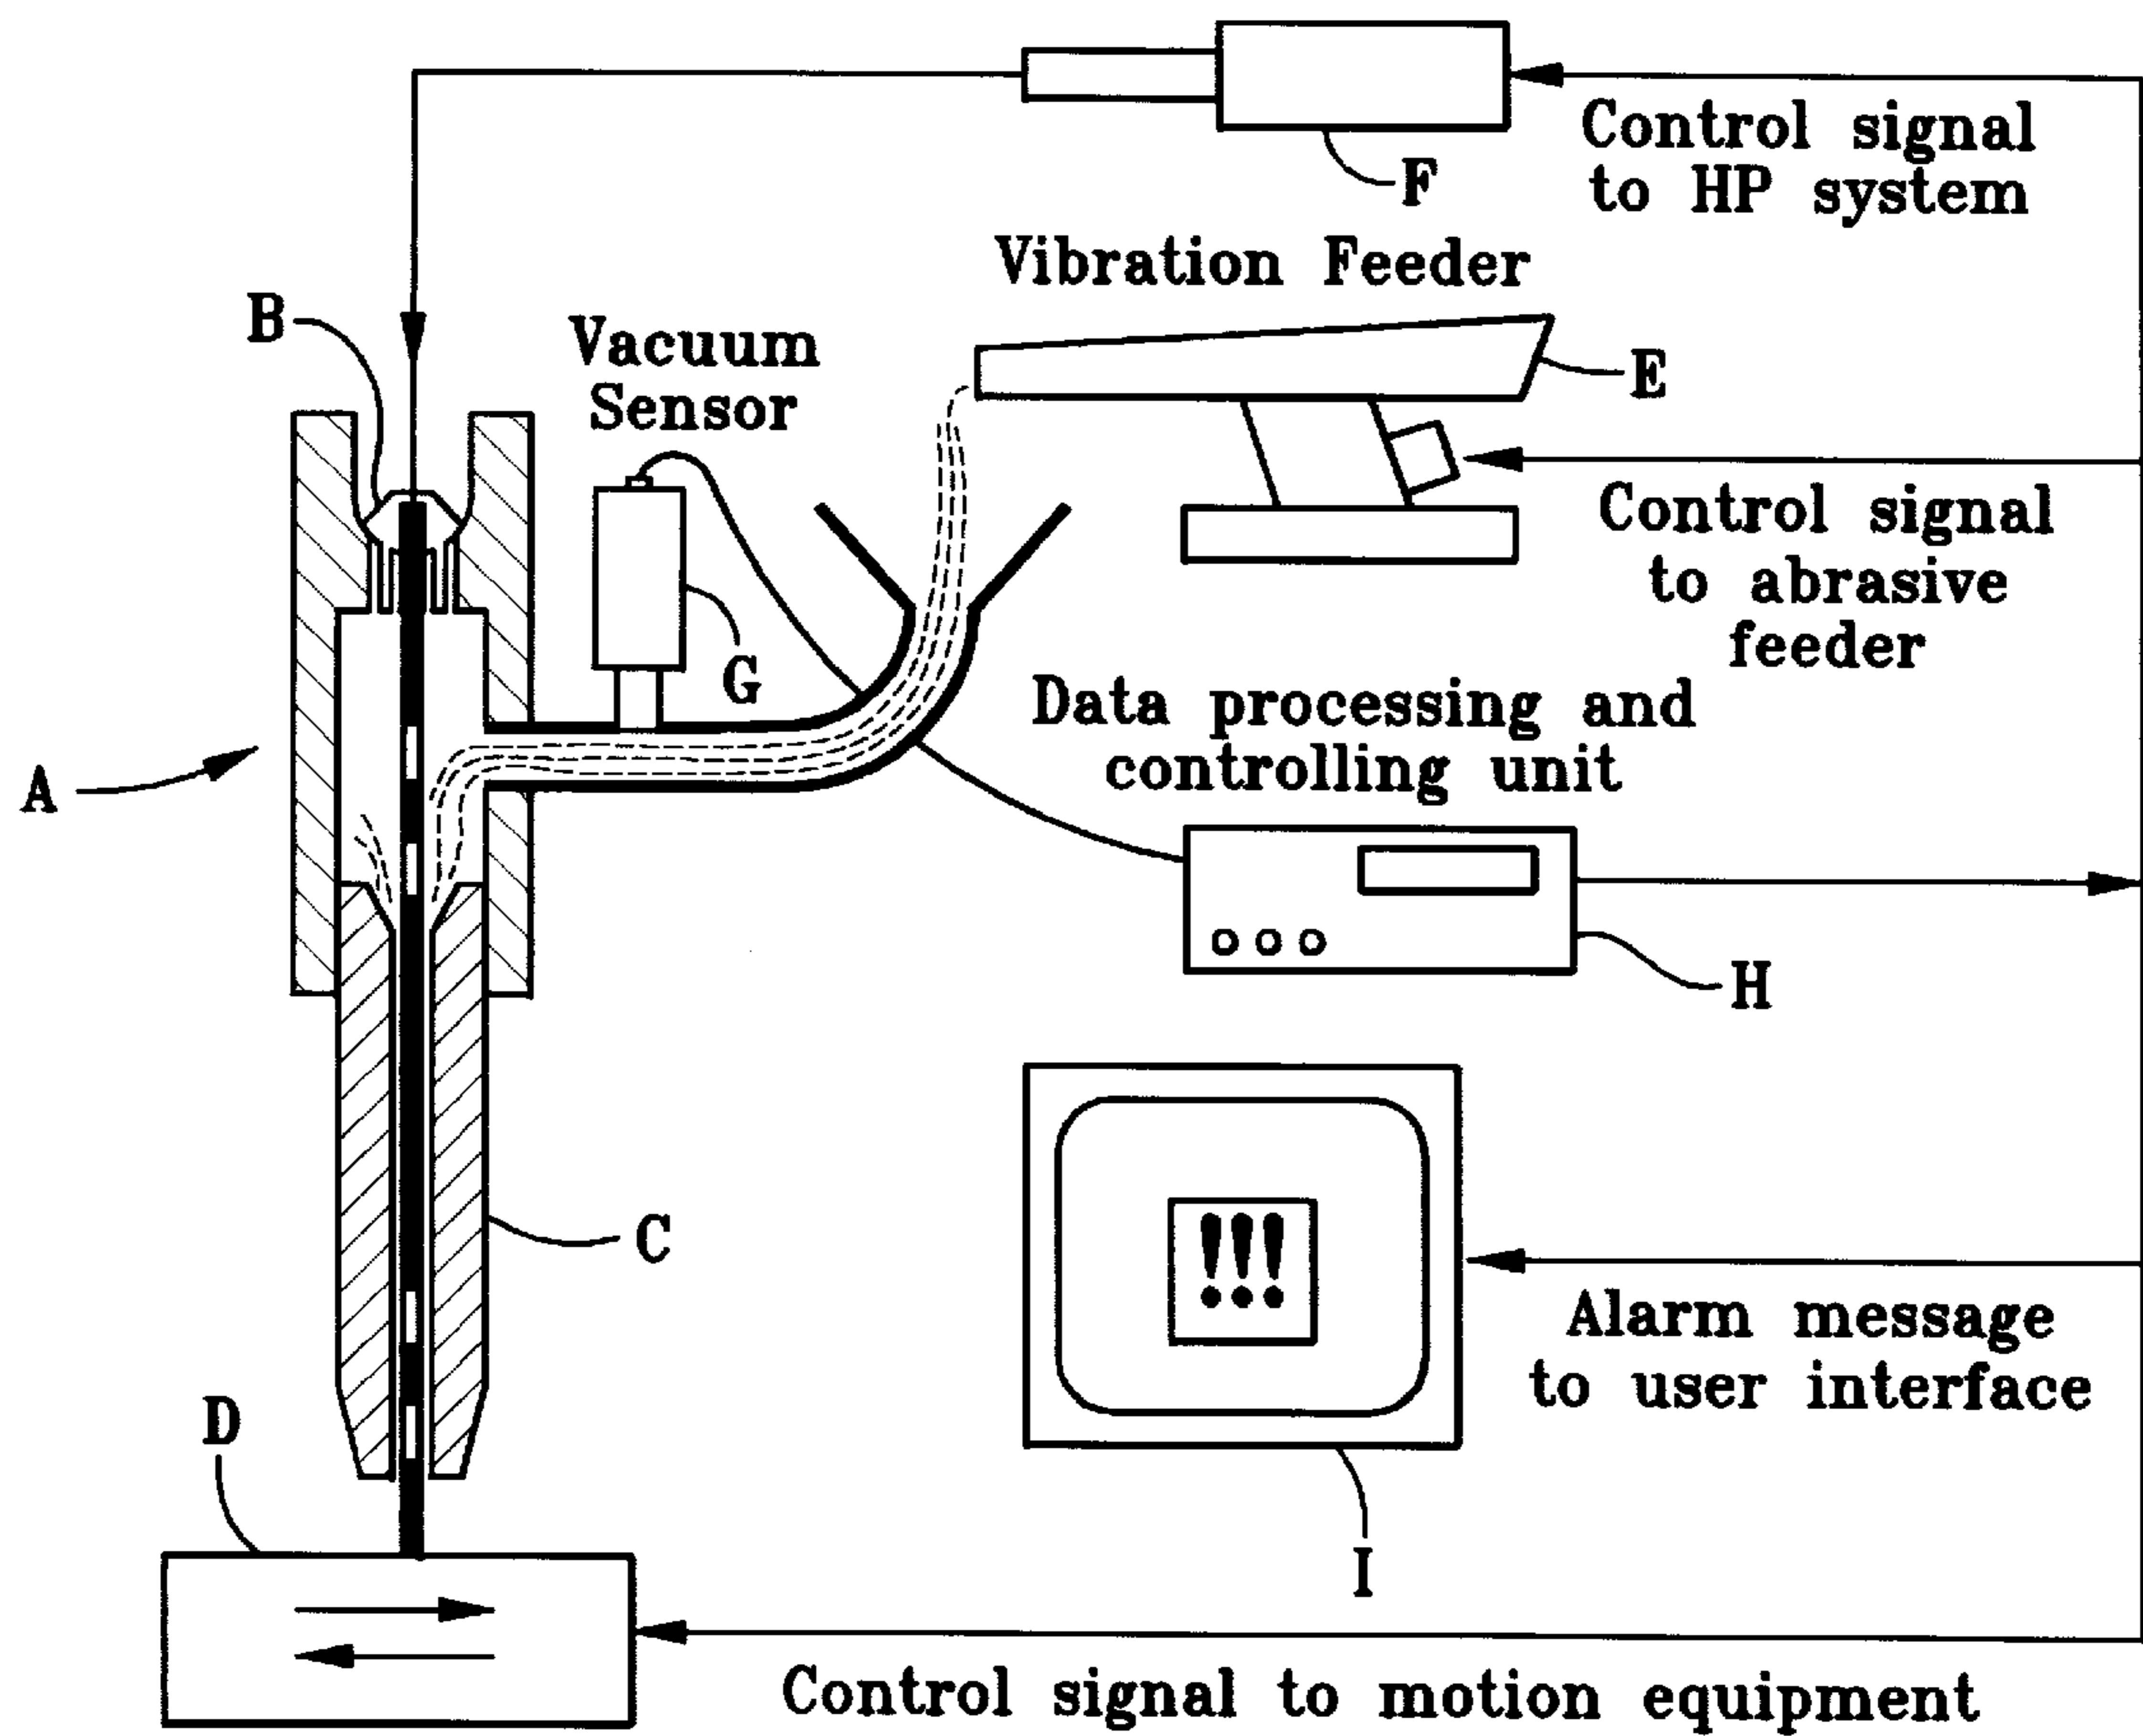 Control signal
to HP system
F
Vibration Feeder
B
Vacuum
Sensor
E
Control signal
to abrasive
feeder
G
Data processing and
controlling unit
A
H
C
!!!
Alarm message
to user interface
D
I
Control signal to motion equipment